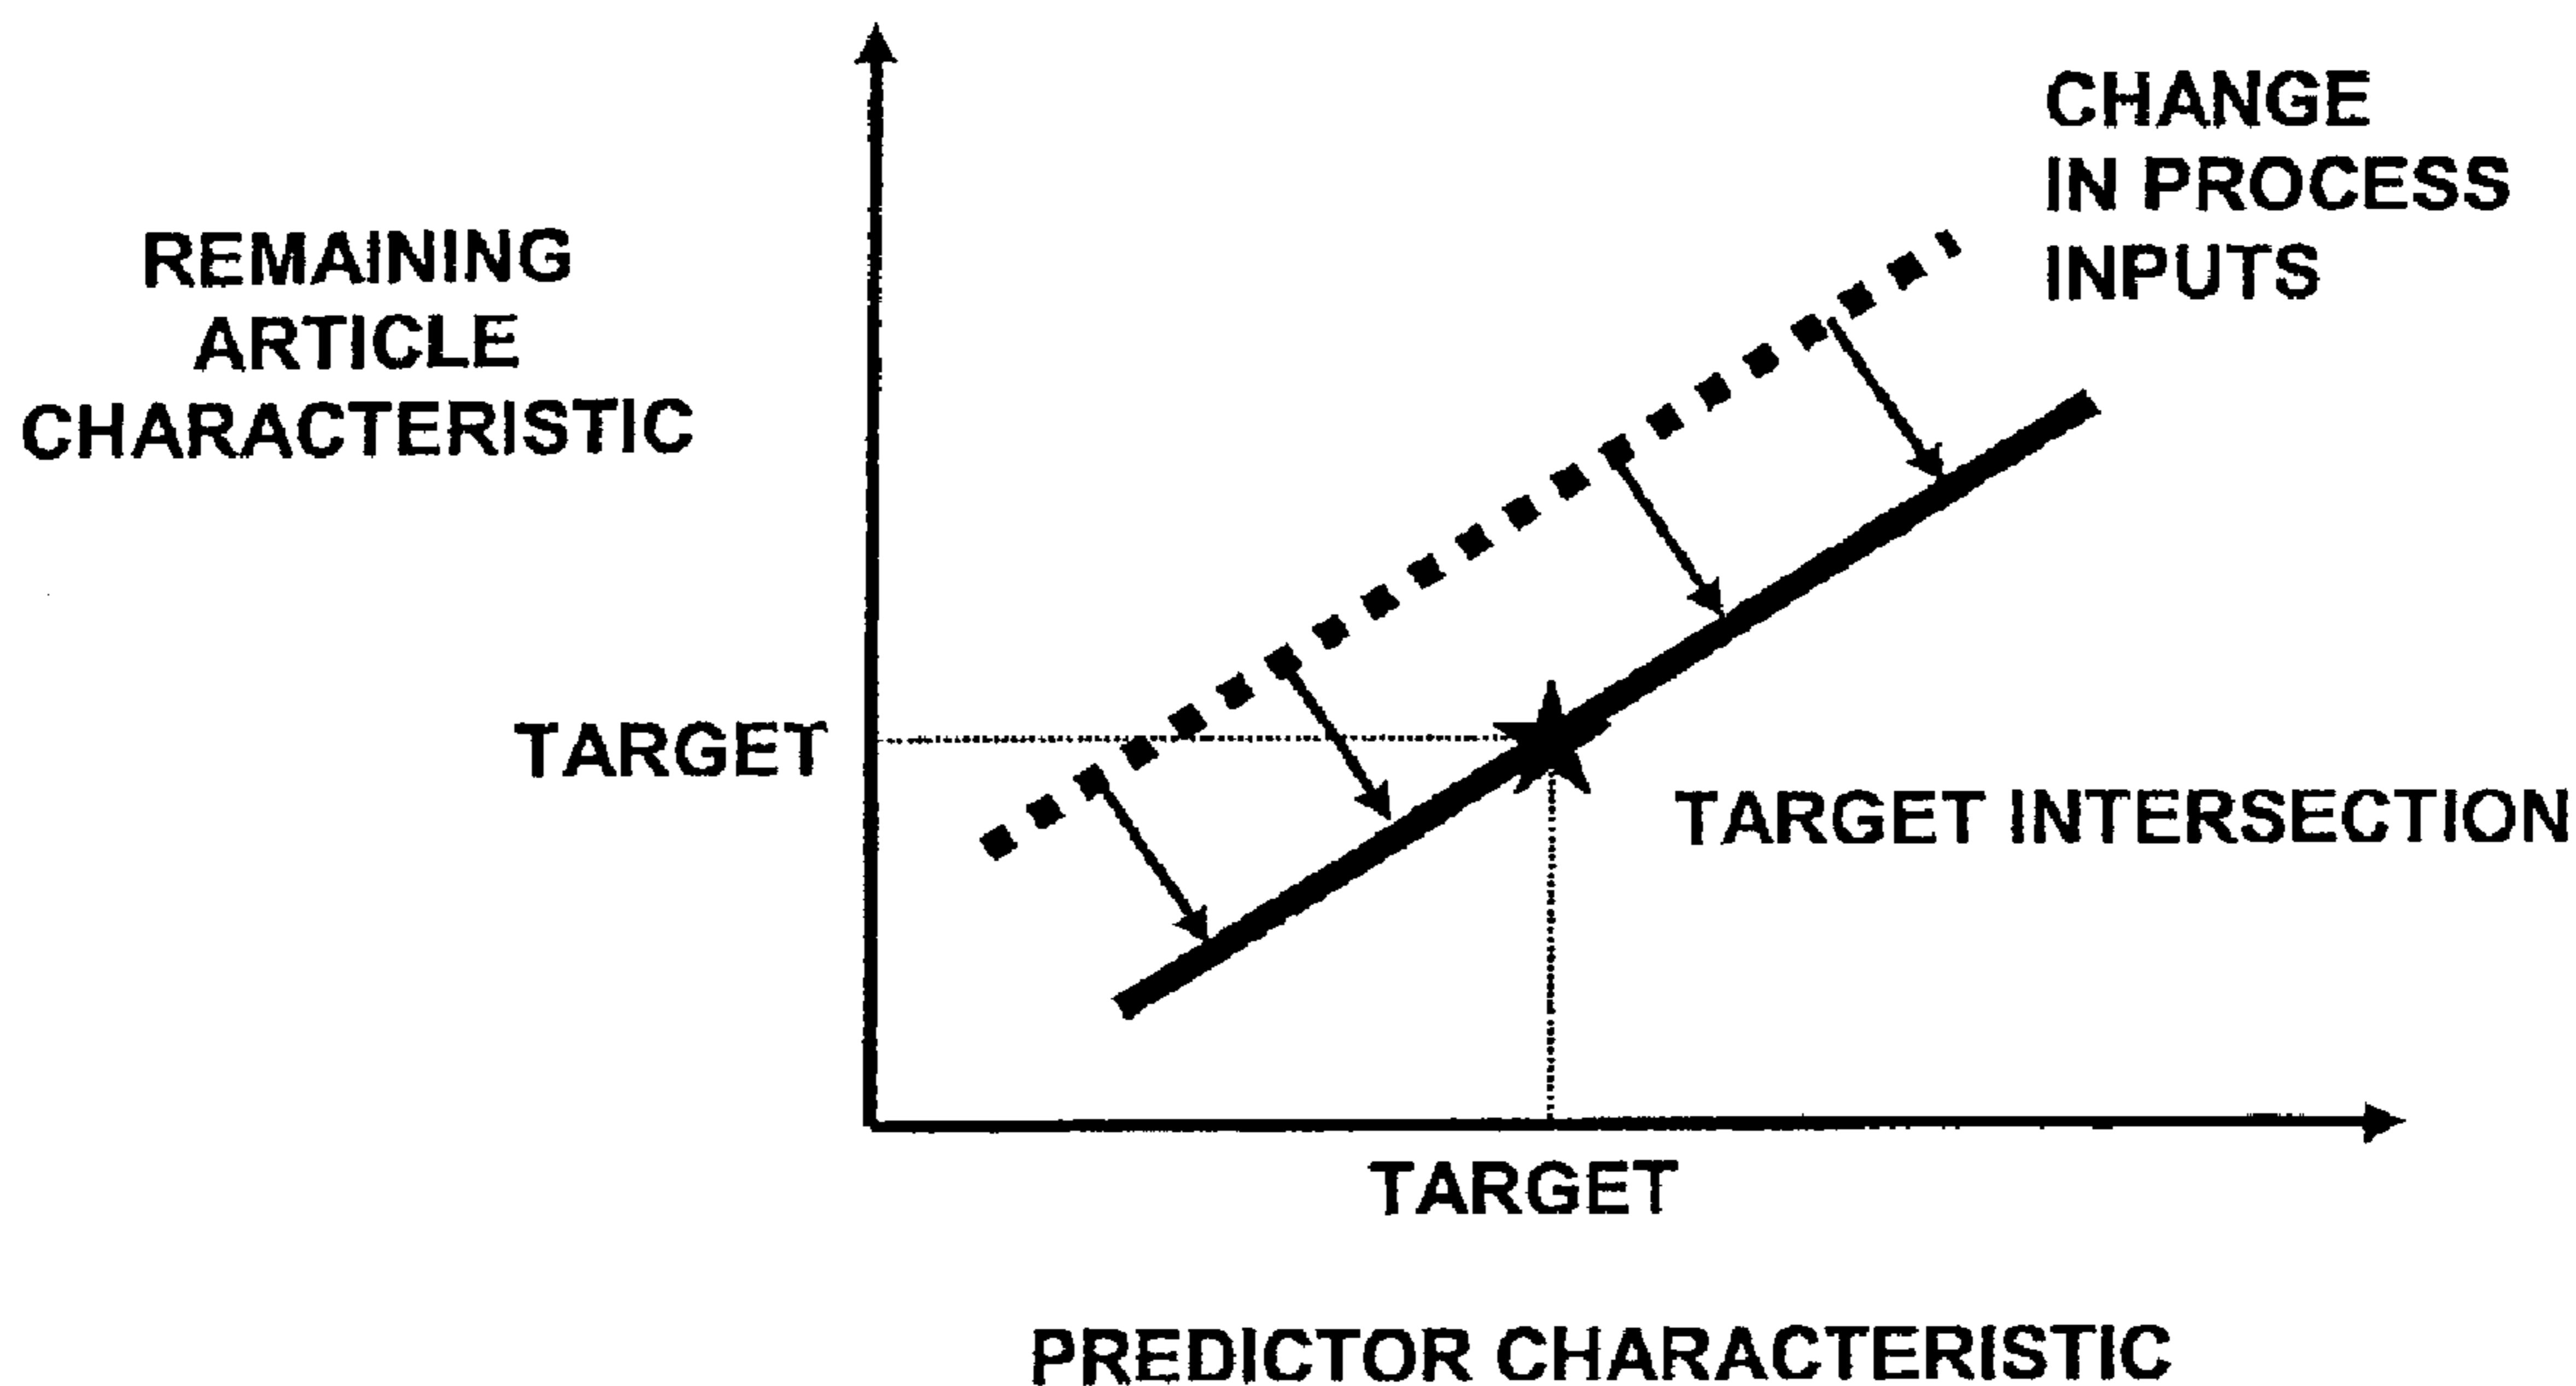 CHANGE
IN PROCESS
INPUTS
REMAINING
ARTICLE
CHARACTERISTIC
TARGET
TARGET INTERSECTION
TARGET
PREDICTOR CHARACTERISTIC